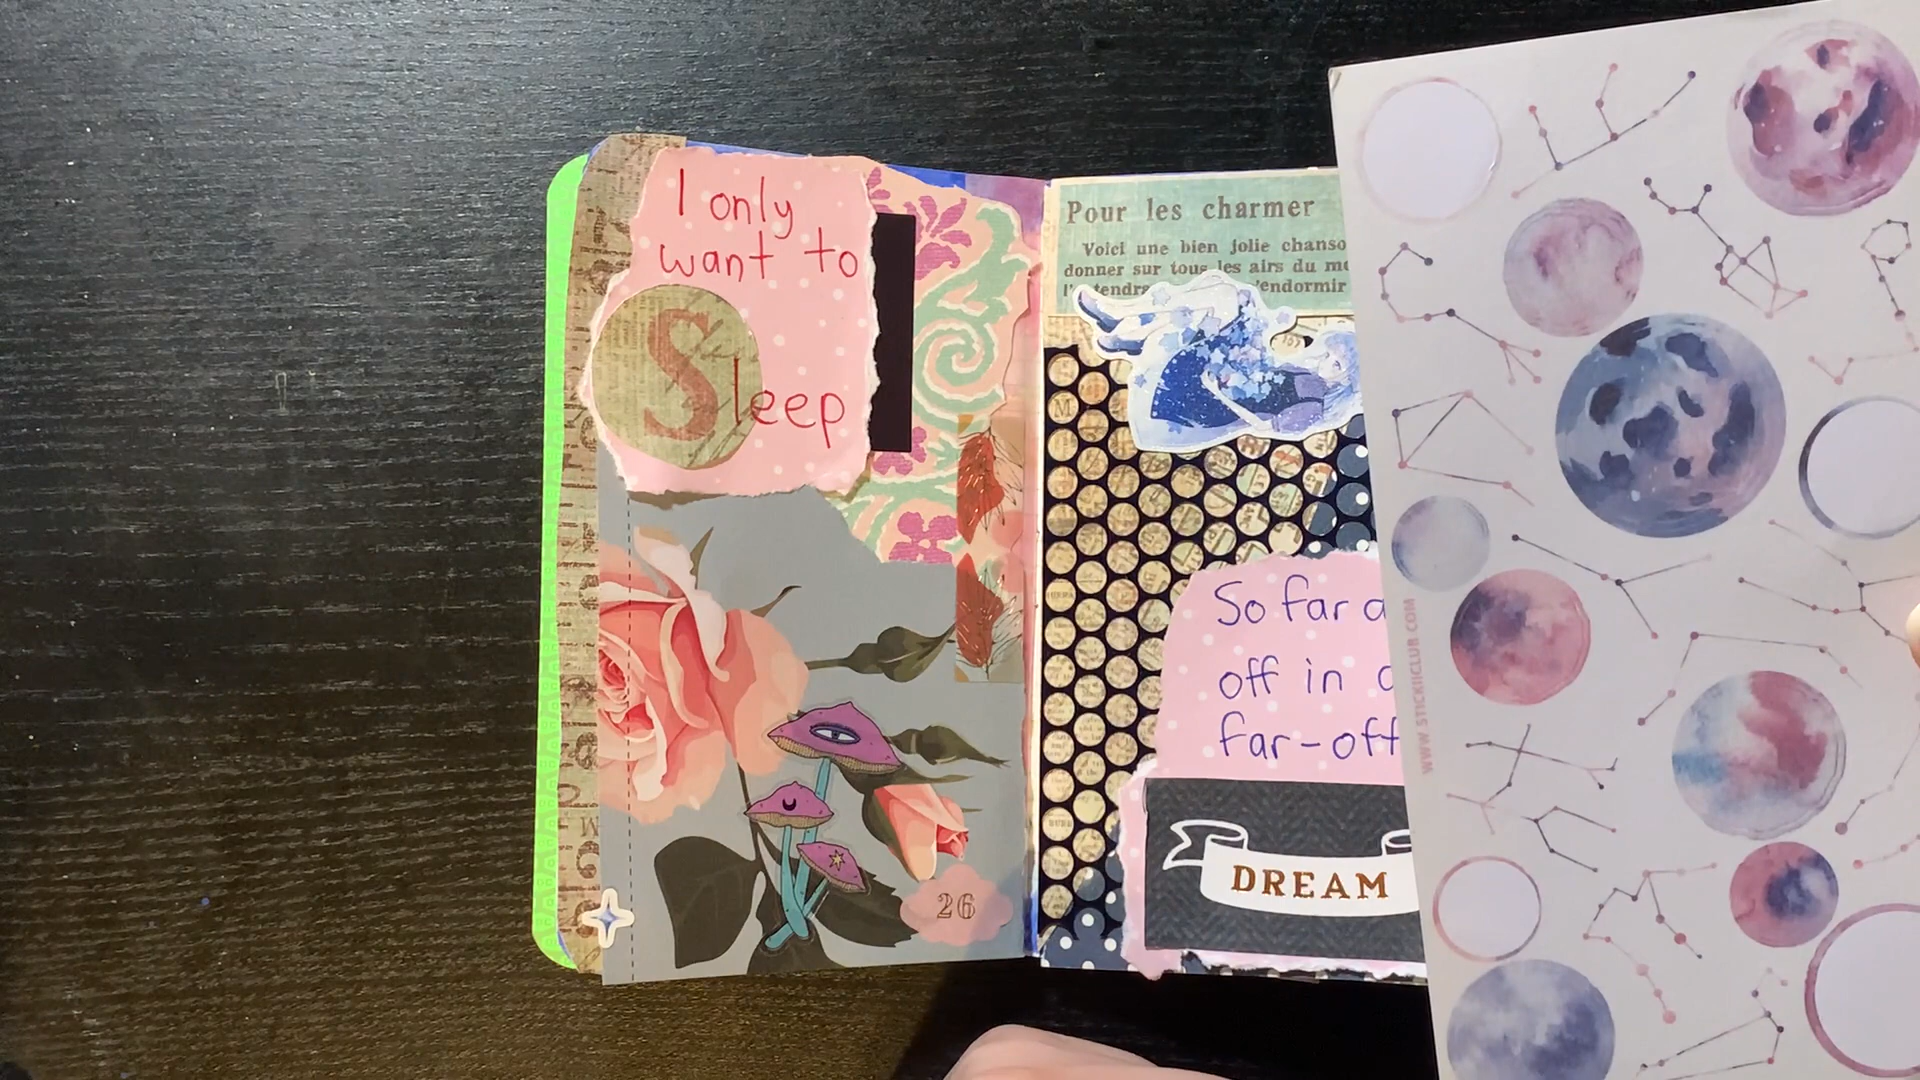 I only
want to
Sleep
26
Pour les charmer
Voici une bien jolie
donner sur tous les airs du
endormir
So far
off in
far-off
DREAM
WWW.STICKIICLUB.COM